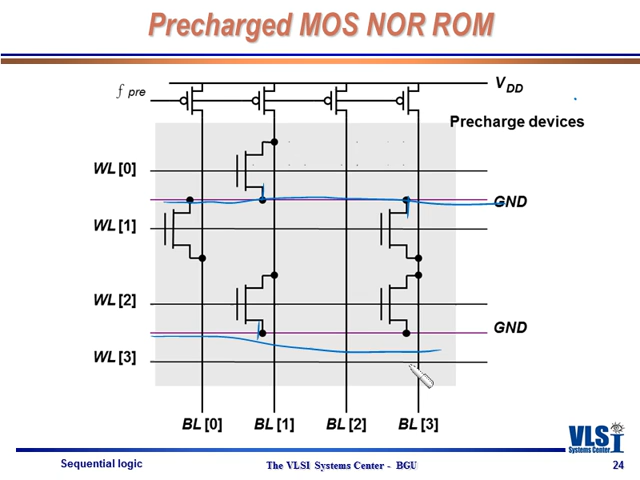 Precharged MOS NOR ROM
f pre
V DD
Precharge devices
WL [0]
GND
WL [1]
WL [2]
GND
WL [3]
BL [0] BL [1] BL [2] BL [3]
VLSI
Systems Center
Sequential logic The VLSI Systems Center - BGU 24